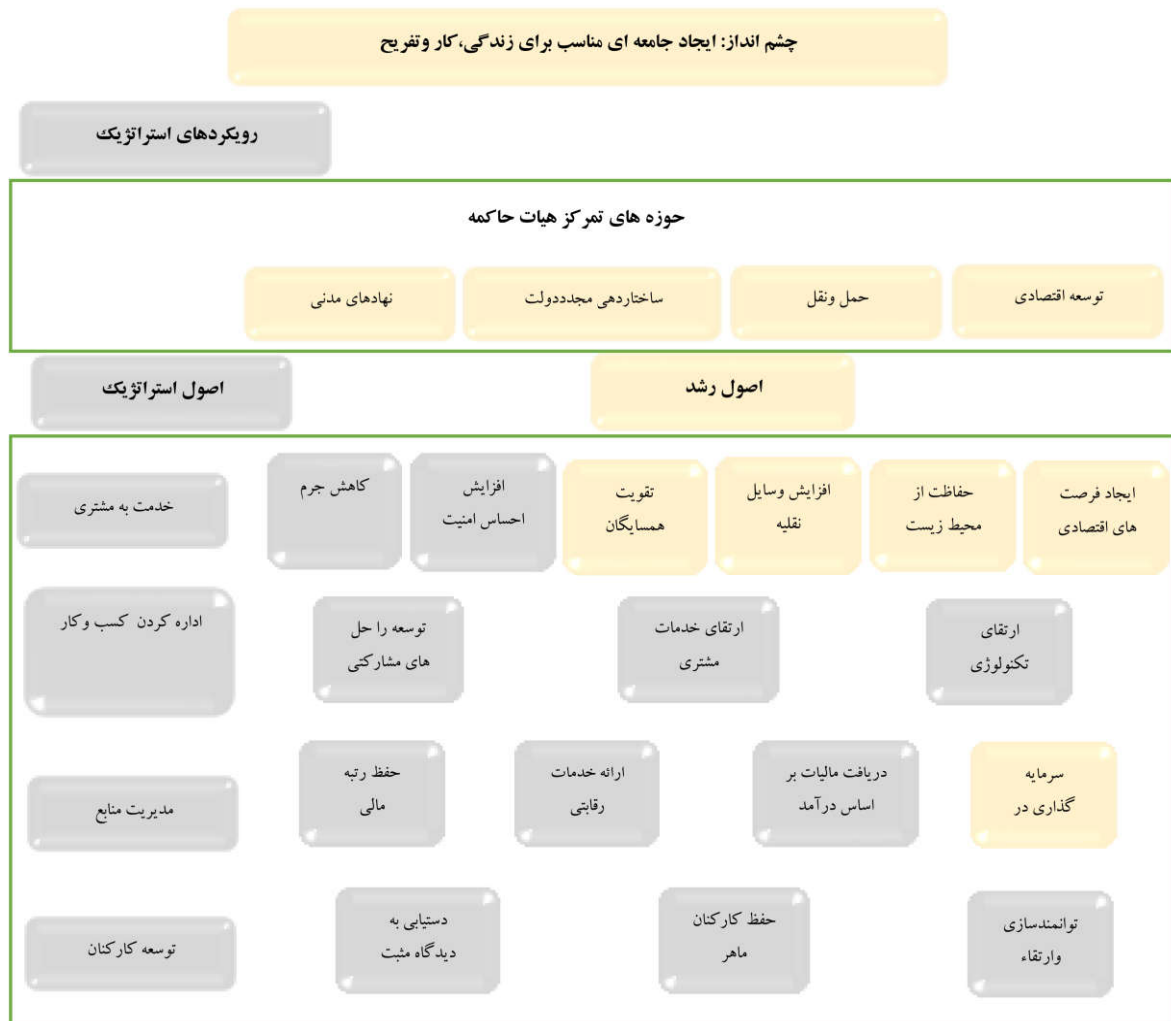 چشم انداز: ایجاد جامعه ای مناسب برای زندگی،کار وتفریح
رویکردهای استراتژیک
حوزه های تمرکز هیات حاکمه
توسعه اقتصادی
حمل ونقل
ساختاردهی مجدددولت
نهادهای مدنی
اصول رشد
اصول استراتژیک
ایجاد فرصت
های اقتصادی
حفاظت از
محیط زیست
افزایش وسایل
نقلیه
تقویت
همسایگان
افزایش
احساس امنیت
کاهش جرم
خدمت به مشتری
ارتقای
تکنولوژی
ارتقای خدمات
مشتری
توسعه را حل
های مشارکتی
اداره کردن کسب وکار
سرمایه
گذاری در
دریافت مالیات بر
اساس درآمد
ارائه خدمات
رقابتی
حفظ رتبه
مالی
مدیریت منابع
توانمندسازی
وارتقاء
حفظ کارکنان
ماهر
دستیابی به
دیدگاه مثبت
توسعه کارکنان